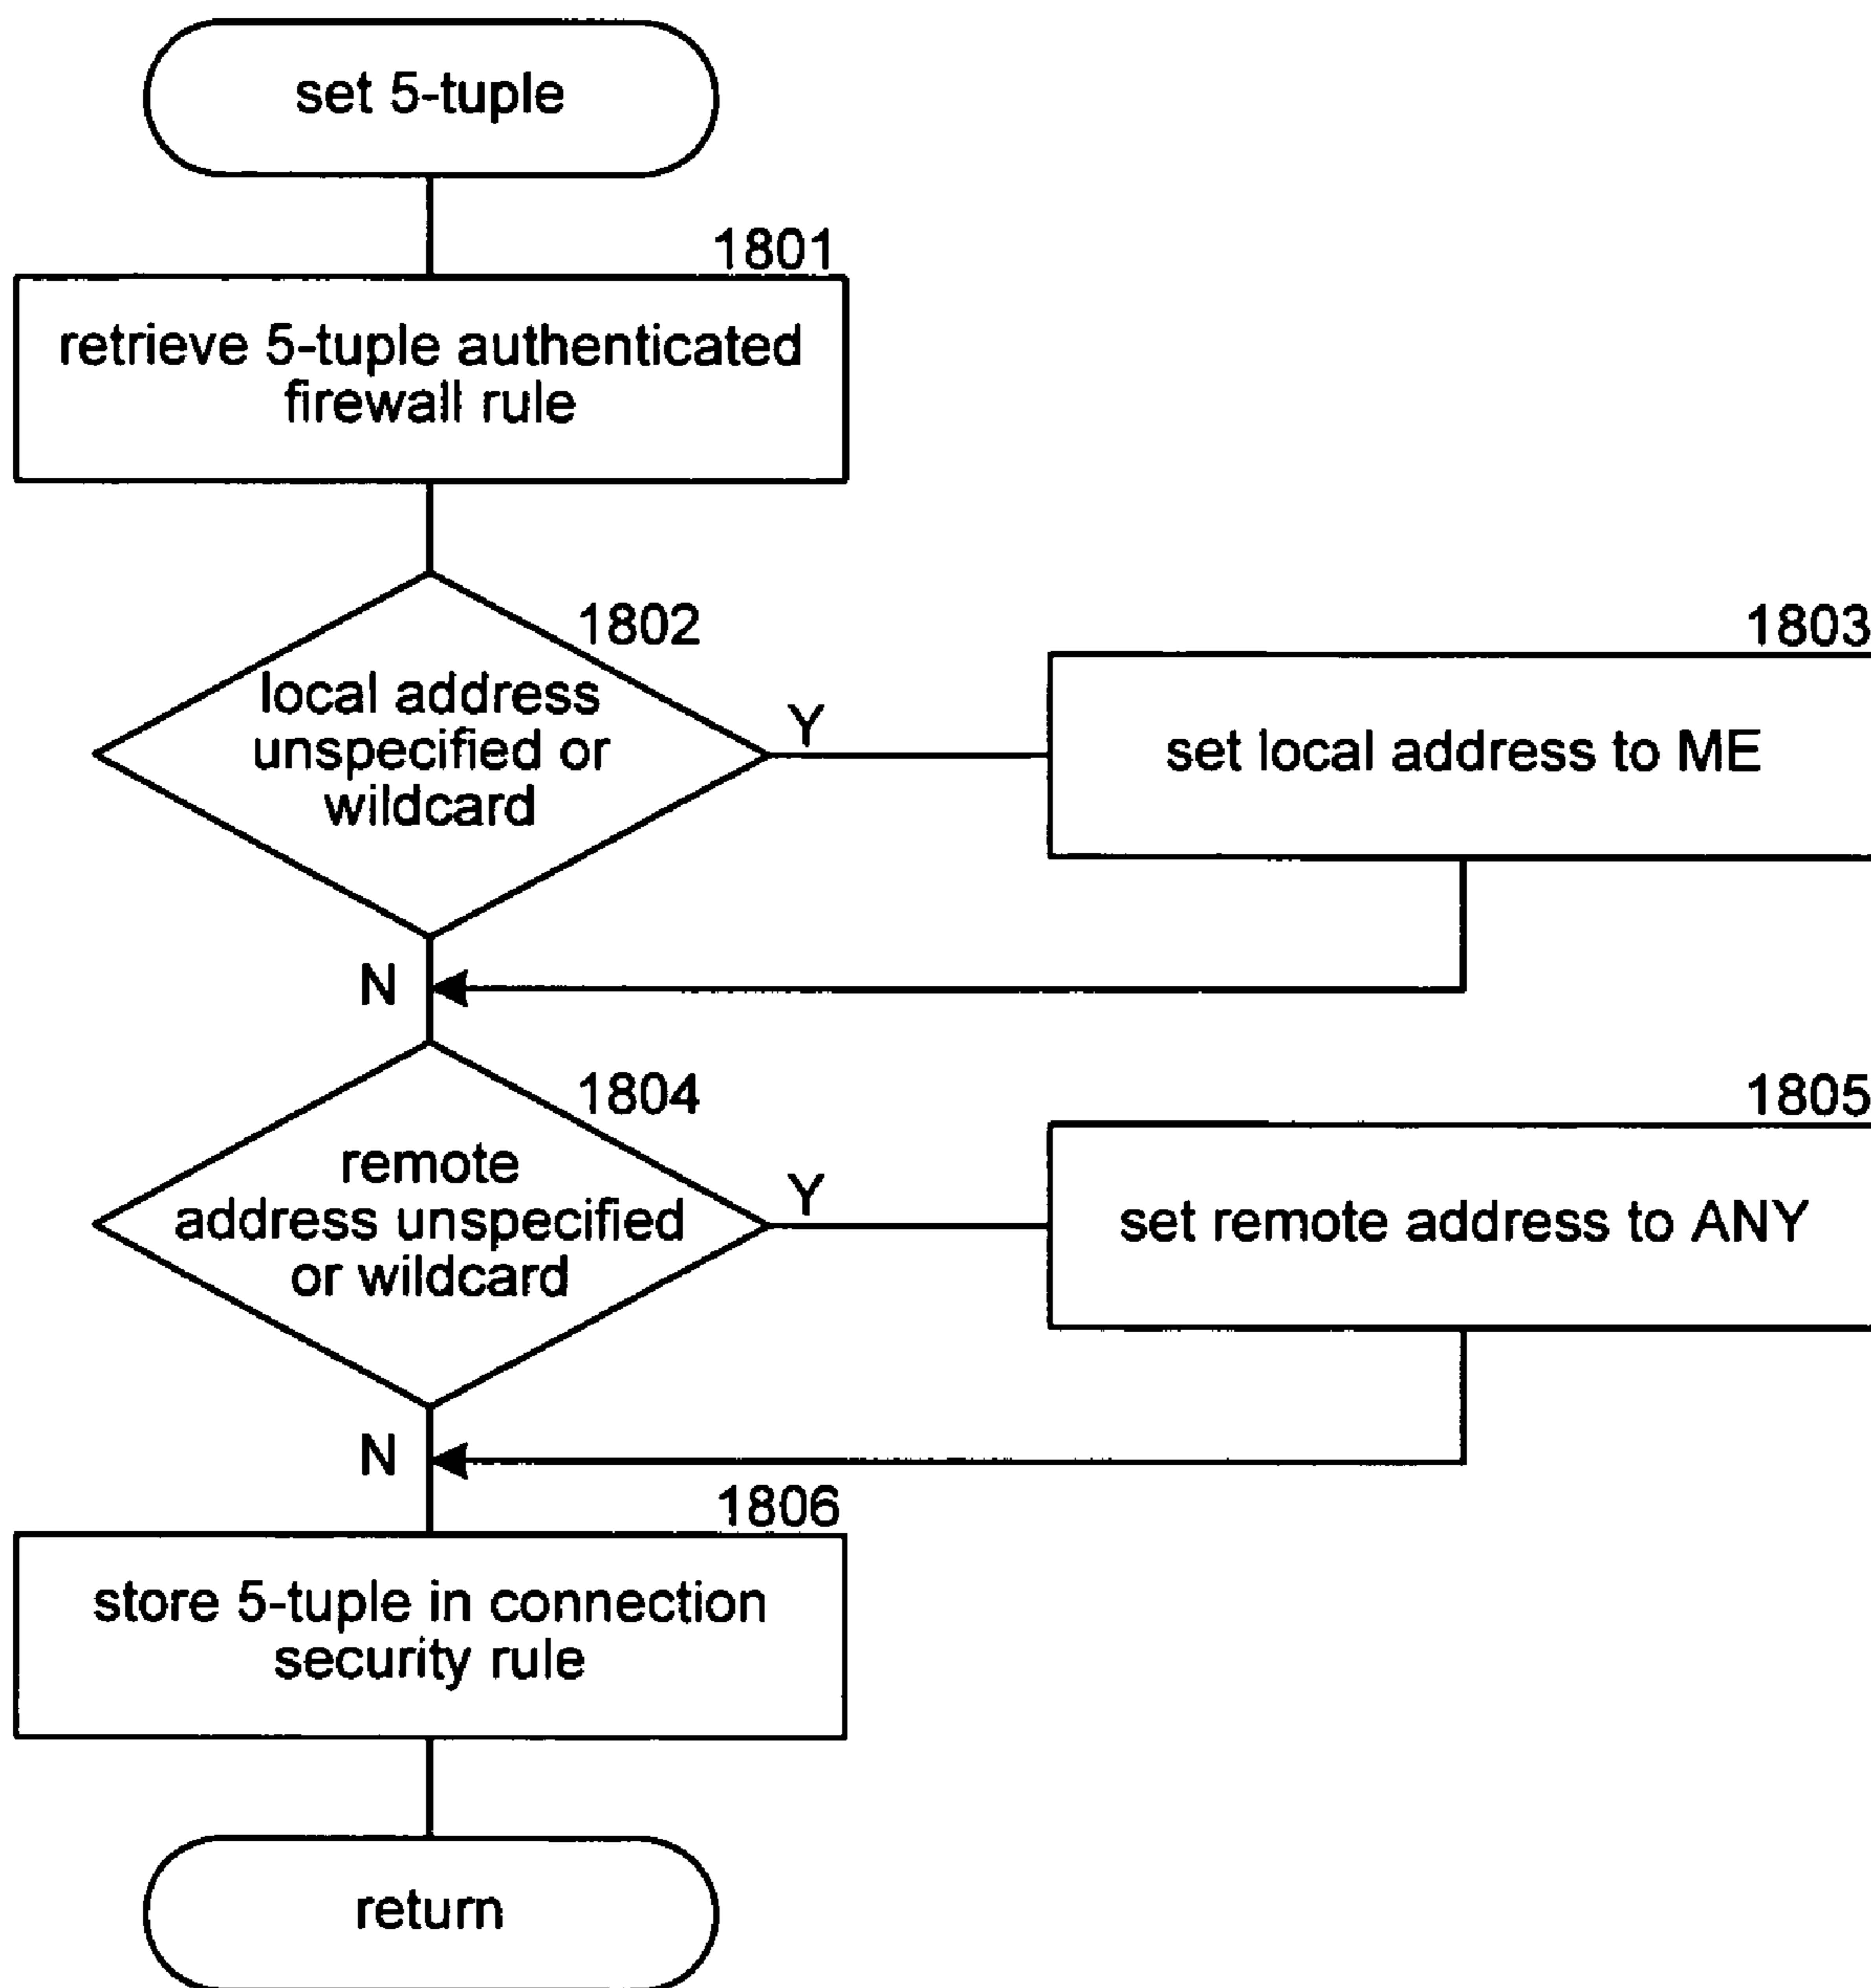 set 5-tuple
1801
retrieve 5-tuple authenticated
firewall rule
1802
local address
unspecified or
wildcard
Y
1803
set local address to ME
N
1804
remote
address unspecified
or wildcard
Y
1805
set remote address to ANY
N
1806
store 5-tuple in connection
security rule
return